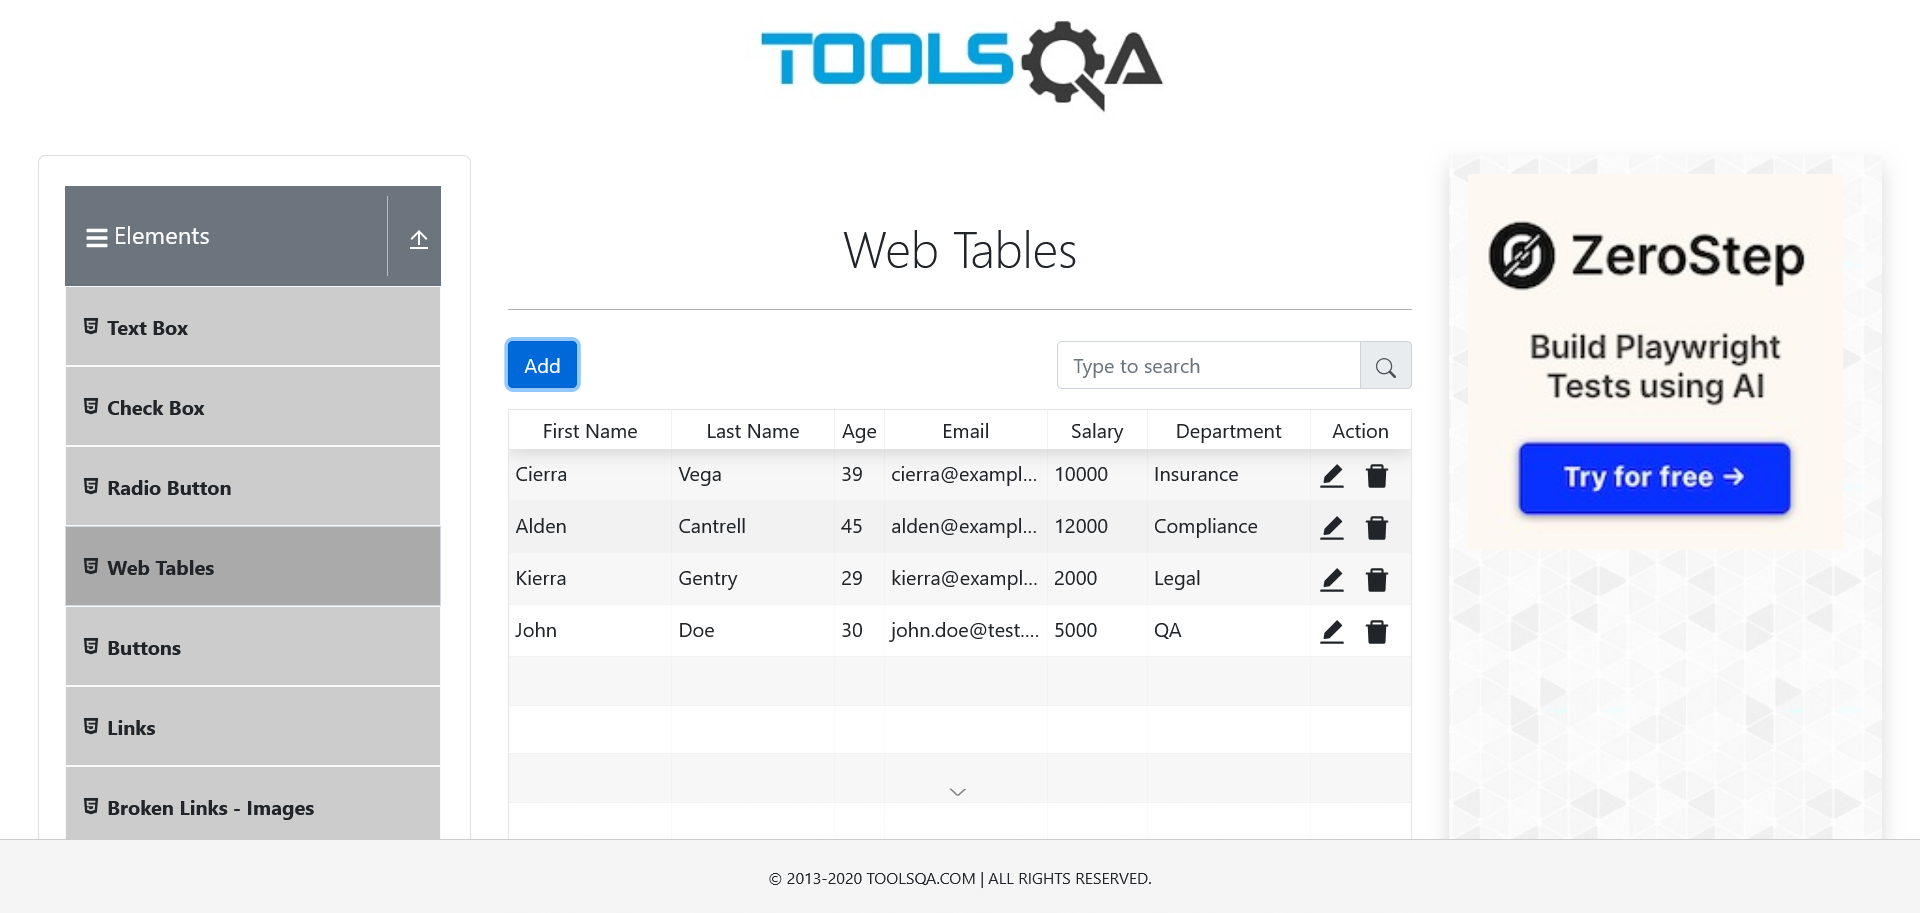 TOOLSQA
Elements
Text Box
Check Box
Radio Button
Web Tables
Buttons
Links
Broken Links - Images
Web Tables
Add
Type to search
First Name Last Name Age Email Salary Department Action
Cierra Vega 39 cierra@exampl... 10000 Insurance
Alden Cantrell 45 alden@exampl... 12000 Compliance
Kierra Gentry 29 kierra@exampl... 2000 Legal
John Doe 30 john.doe@test.... 5000 QA
ZeroStep
Build Playwright
Tests using AI
Try for free →
© 2013-2020 TOOLSQA.COM | ALL RIGHTS RESERVED.